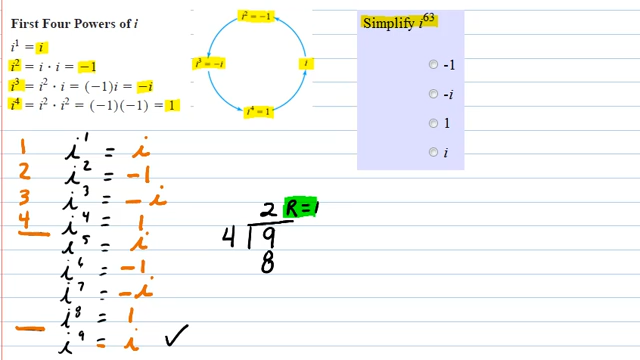 First Four Powers of i
i¹ = i
i² = i · i = −1
i³ = i² · i = (−1)i = −i
i⁴ = i² · i² = (−1)(−1) = 1
i² = −1
i³ = −i
i
i⁴ = 1
Simplify i⁶³
-1
-i
1
i
1 i¹ = i
2 i² = −1
3 i³ = −i
4 i⁴ = 1
i⁵ = i
i⁶ = −1
i⁷ = −i
i⁸ = 1
i⁹ = i ✓
2 R=1
4 9
8